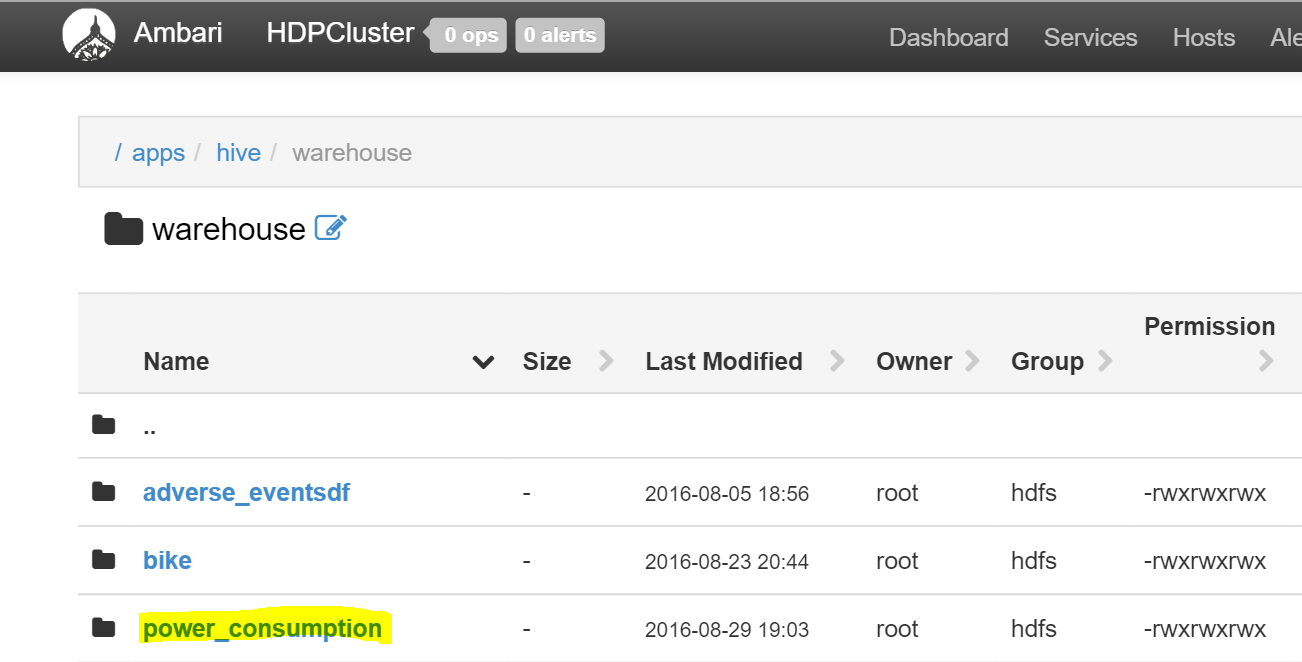 Ambari HDPCluster 0 ops 0 alerts Dashboard Services Hosts Ale
/ apps / hive / warehouse
warehouse
Permission
Name Size Last Modified Owner Group
..
adverse_eventsdf - 2016-08-05 18:56 root hdfs -rwxrwxrwx
bike - 2016-08-23 20:44 root hdfs -rwxrwxrwx
power_consumption - 2016-08-29 19:03 root hdfs -rwxrwxrwx